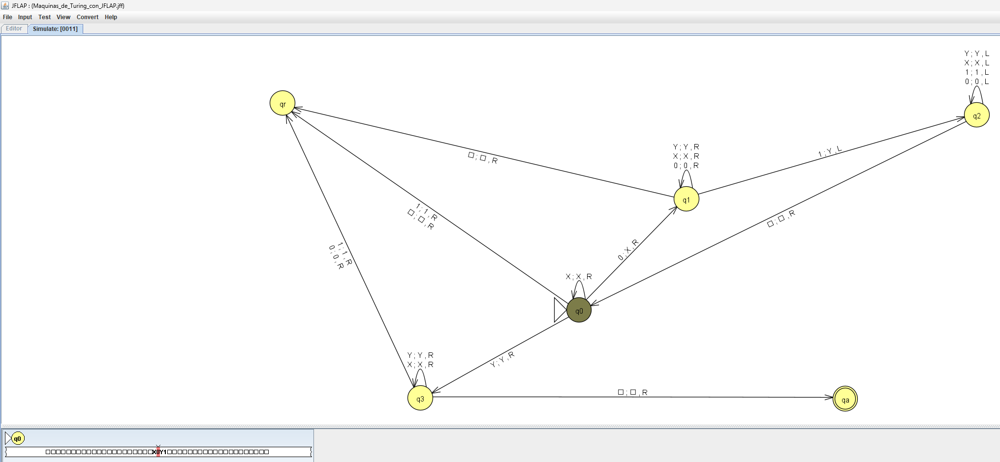 JFLAP : (Maquinas_de_Turing_con_JFLAP.jff)
File Input Test View Convert Help
Editor Simulate: [0011]
Y ; Y , L
X ; X , L
1 ; 1 , L
0 ; 0 , L
qr
q2
Y ; Y , R
X ; X , R
0 ; 0 , R
1 ; Y , L
□ ; □ , R
q1
1 ; 1 , R
□ ; □ , R
□ ; □ , R
1 ; 1 , R
0 ; 0 , R
0 ; X , R
X ; X , R
q0
Y ; Y , R
Y ; Y , R
X ; X , R
□ ; □ , R
q3
qa
q0
□□□□□□□□□□□□□□□□□□□□□X0Y1□□□□□□□□□□□□□□□□□□□□